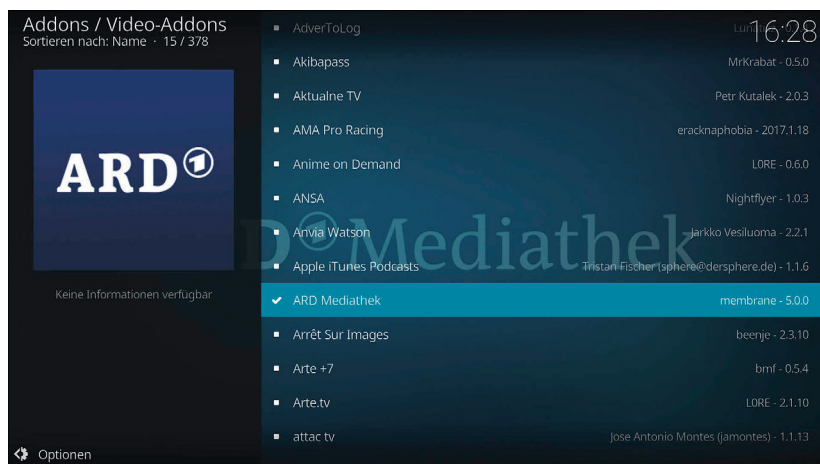 Addons / Video-Addons
Sortieren nach: Name · 15 / 378
16:28
ARD 1
Keine Informationen verfügbar
AdverToLog
Akibapass MrKrabat - 0.5.0
Aktualne TV Petr Kutalek - 2.0.3
AMA Pro Racing eracknaphobia - 2017.1.18
Anime on Demand L0RE - 0.6.0
ANSA Nightflyer - 1.0.3
Anvia Watson Jarkko Vesiluoma - 2.2.1
Apple iTunes Podcasts Tristan Fischer (sphere@dersphere.de) - 1.1.6
ARD Mediathek membrane - 5.0.0
Arrêt Sur Images beenje - 2.3.10
Arte +7 bmf - 0.5.4
Arte.tv L0RE - 2.1.10
attac tv Jose Antonio Montes (jamontes) - 1.1.13
D 1 Mediathek
Optionen